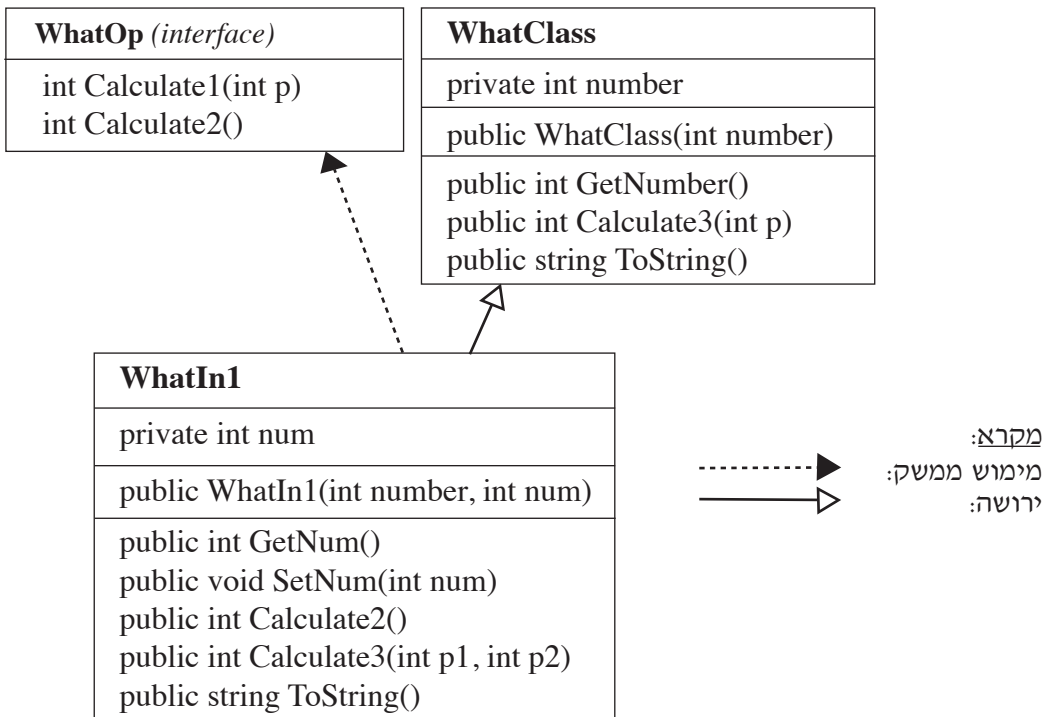 WhatOp (interface)
int Calculate1(int p)
int Calculate2()
WhatClass
private int number
public WhatClass(int number)
public int GetNumber()
public int Calculate3(int p)
public string ToString()
WhatIn1
private int num
public WhatIn1(int number, int num)
public int GetNum()
public void SetNum(int num)
public int Calculate2()
public int Calculate3(int p1, int p2)
public string ToString()
מקרא:
מימוש ממשק:
ירושה: